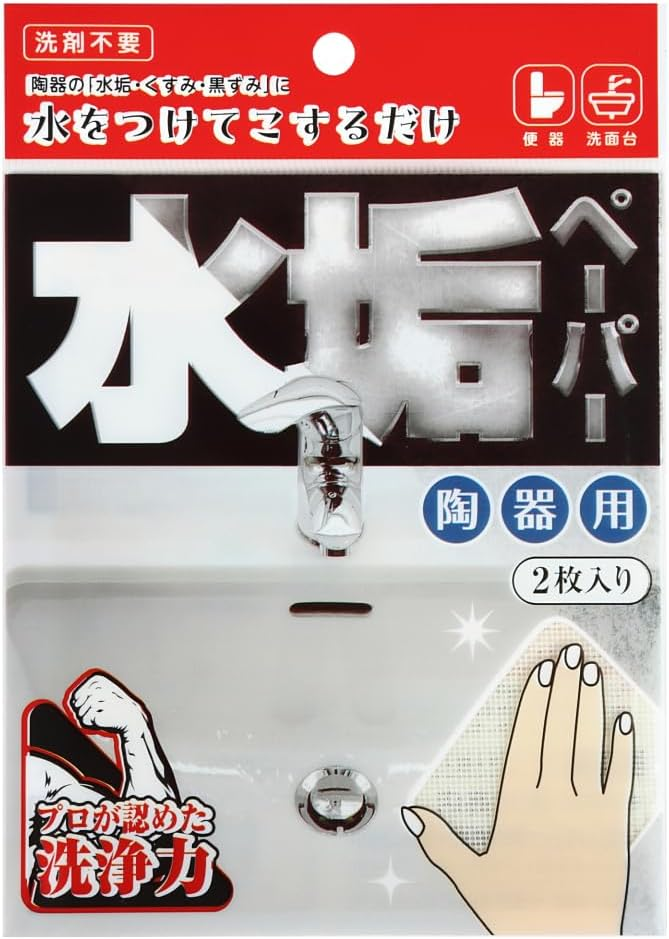 洗剤不要
陶器の「水垢・くすみ・黒ずみ」に
水をつけてこするだけ
便器
洗面台
水垢
ペーパー
陶器用
2枚入り
プロが認めた
洗浄力